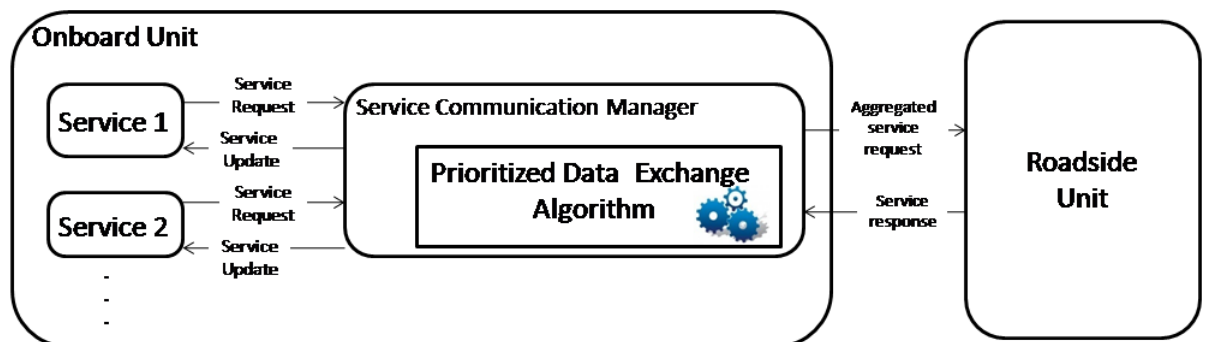 Onboard Unit
Service 1
Service
Request
Service
Update
Service 2
Service
Request
Service
Update
Service Communication Manager
Prioritized Data Exchange
Algorithm
Aggregated
service
request
Service
response
Roadside
Unit